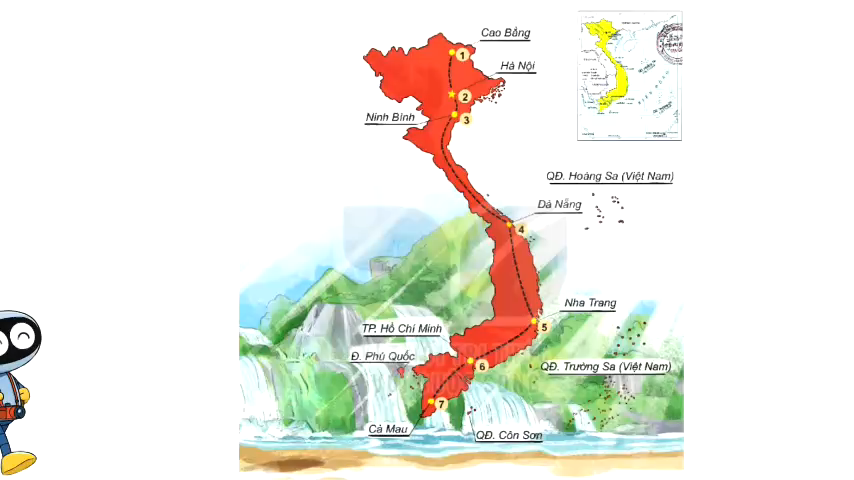 Cao Bằng
1
Hà Nội
2
Ninh Bình
3
QĐ. Hoàng Sa (Việt Nam)
Đà Nẵng
4
Nha Trang
5
TP. Hồ Chí Minh
Đ. Phú Quốc
6
QĐ. Trường Sa (Việt Nam)
7
Cà Mau
QĐ. Côn Sơn